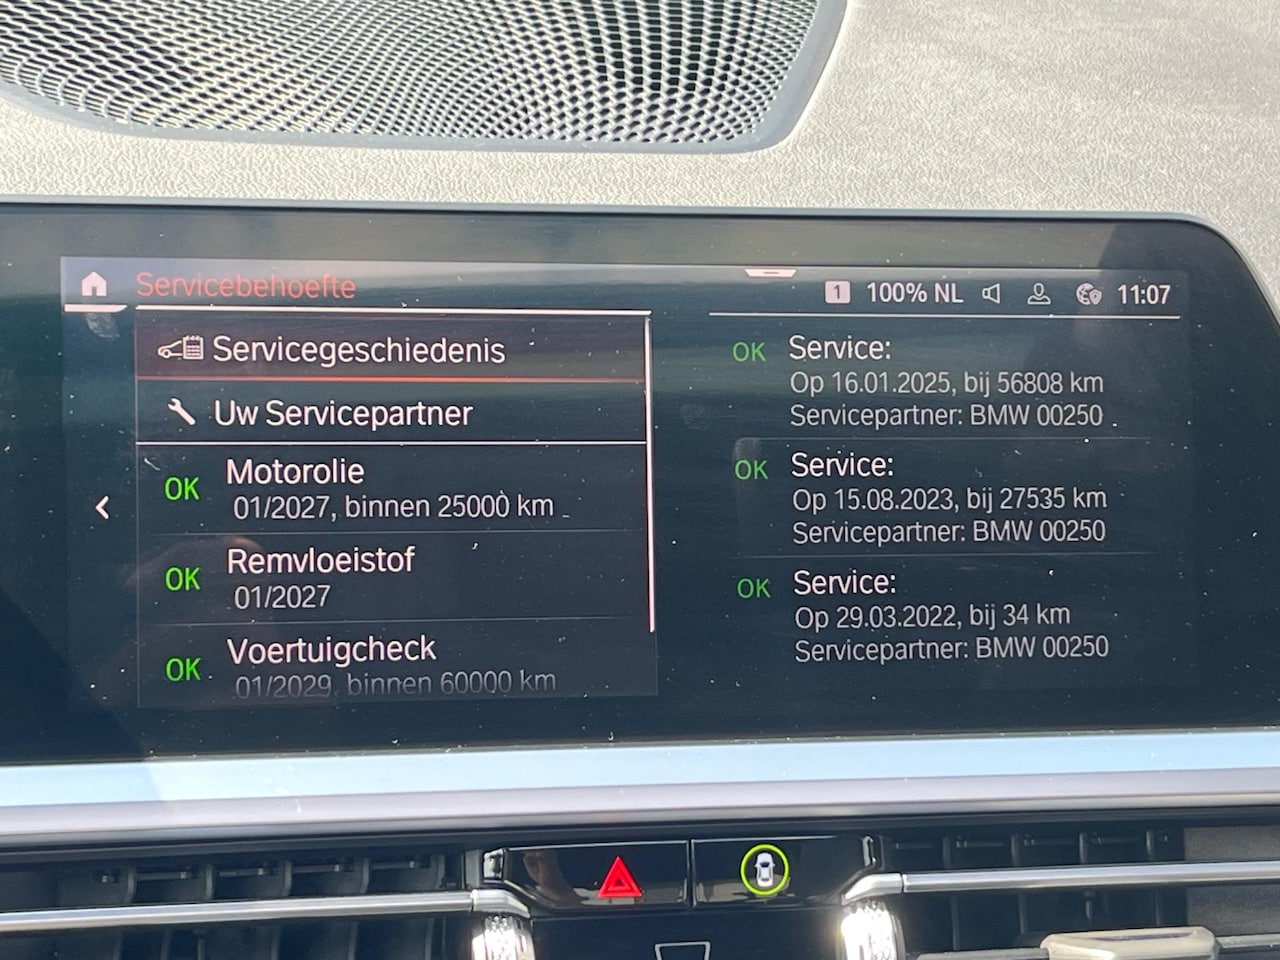 Servicebehoefte
1 100% NL 11:07
Servicegeschiedenis
Uw Servicepartner
OK Motorolie
01/2027, binnen 25000 km
OK Remvloeistof
01/2027
OK Voertuigcheck
01/2029, binnen 60000 km
OK Service:
Op 16.01.2025, bij 56808 km
Servicepartner: BMW 00250
OK Service:
Op 15.08.2023, bij 27535 km
Servicepartner: BMW 00250
OK Service:
Op 29.03.2022, bij 34 km
Servicepartner: BMW 00250